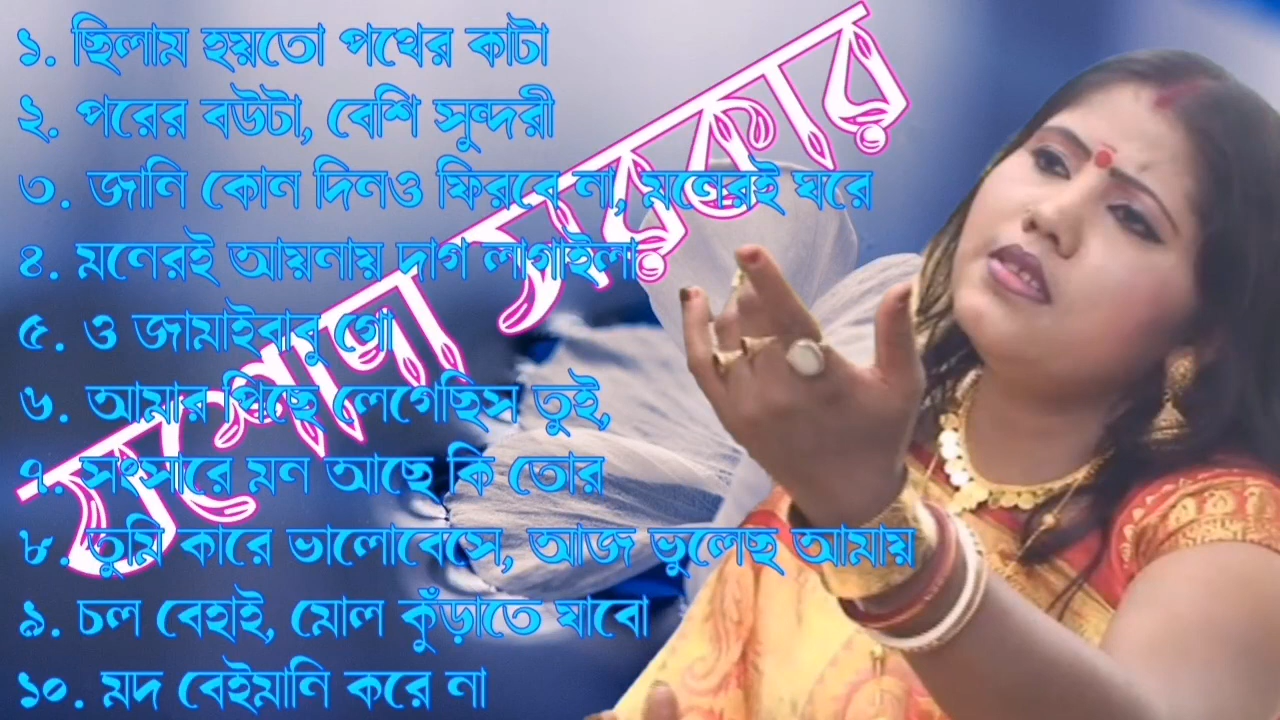 ১. ছিলাম হয়তো পথের কাটা
২. পরের বউটা, বেশি সুন্দরী
৩. জানি কোন দিনও ফিরবে না, মনেরই ঘরে
৪. মনেরই আয়নায় দাগ লাগাইলা
৫. ও জামাইবাবু গো
৬. আমার পিছে লেগেছিস তুই,
৭. সংসারে মন আছে কি তোর
৮. তুমি কারে ভালোবেসে, আজ ভুলেছ আমায়
৯. চল বেহাই, মোল কুঁড়াতে যাবো
১০. মদ বেইমানি করে না
সরকার